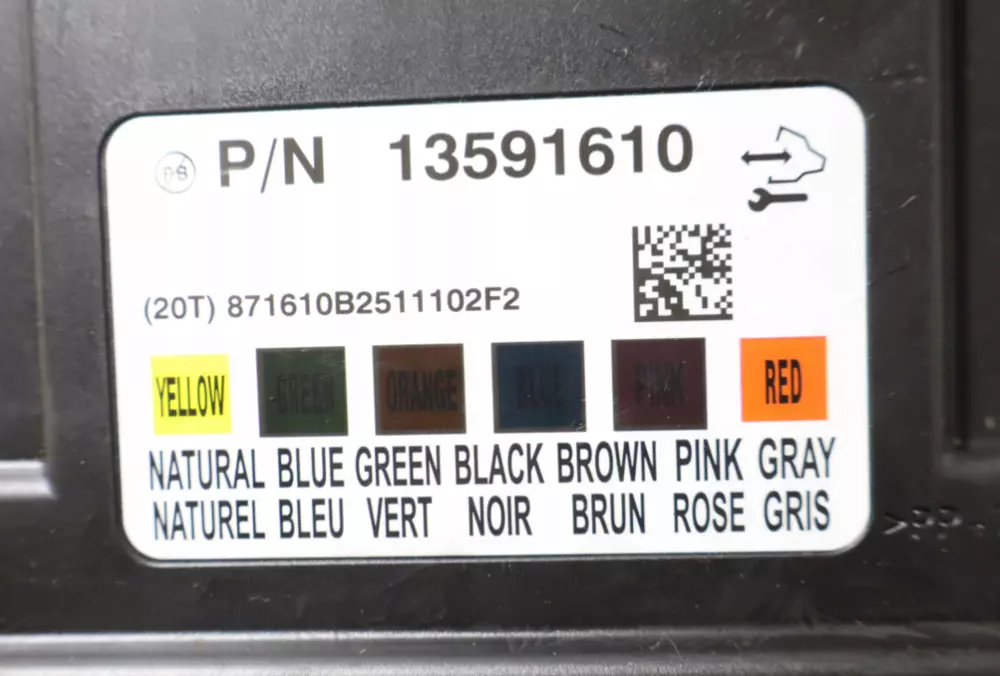 P/N 13591610
(20T) 871610B2511102F2
YELLOW GREEN ORANGE BLUE PINK RED
NATURAL BLUE GREEN BLACK BROWN PINK GRAY
NATUREL BLEU VERT NOIR BRUN ROSE GRIS